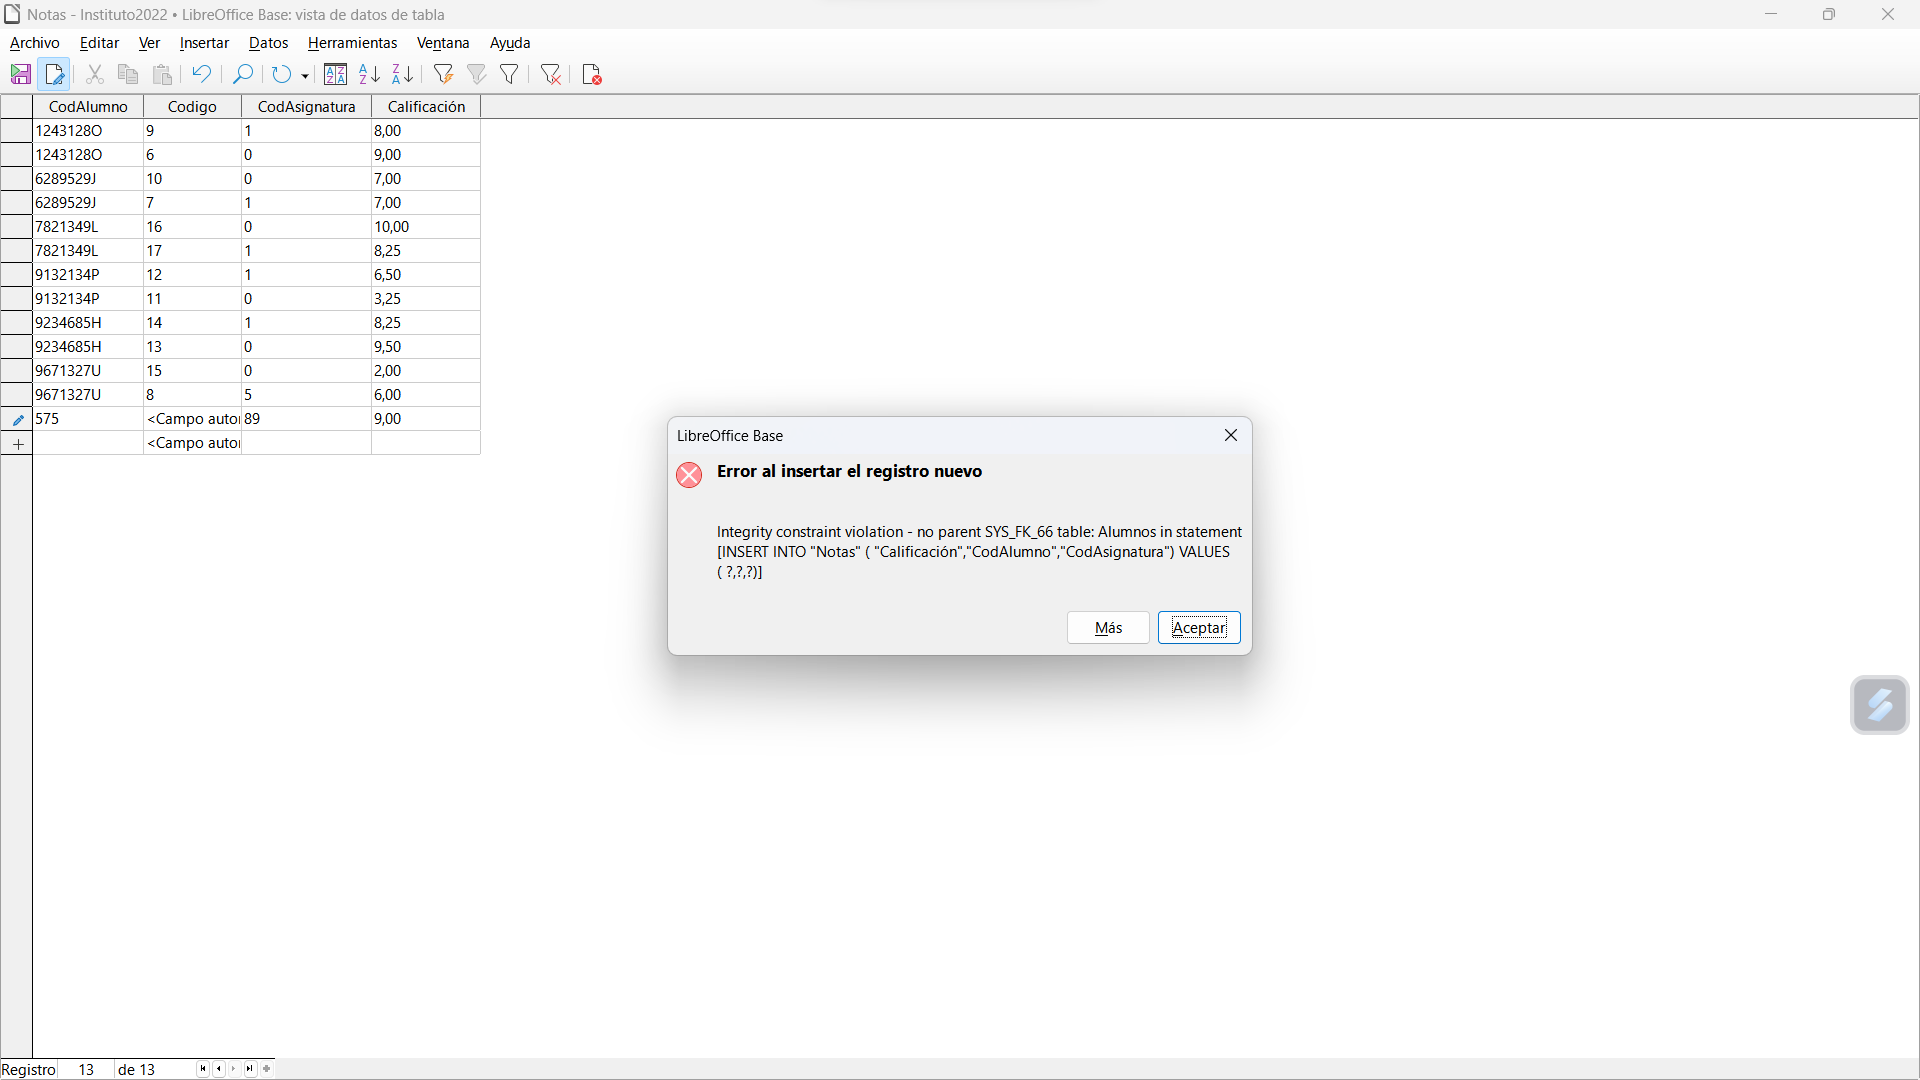 Notas - Instituto2022 • LibreOffice Base: vista de datos de tabla
Archivo Editar Ver Insertar Datos Herramientas Ventana Ayuda
CodAlumno Codigo CodAsignatura Calificación
1243128O 9 1 8,00
1243128O 6 0 9,00
6289529J 10 0 7,00
6289529J 7 1 7,00
7821349L 16 0 10,00
7821349L 17 1 8,25
9132134P 12 1 6,50
9132134P 11 0 3,25
9234685H 14 1 8,25
9234685H 13 0 9,50
9671327U 15 0 2,00
9671327U 8 5 6,00
575 <Campo autor 89 9,00
<Campo autor
LibreOffice Base
Error al insertar el registro nuevo
Integrity constraint violation - no parent SYS_FK_66 table: Alumnos in statement
[INSERT INTO "Notas" ( "Calificación","CodAlumno","CodAsignatura") VALUES
( ?,?,?)]
Más Aceptar
Registro 13 de 13